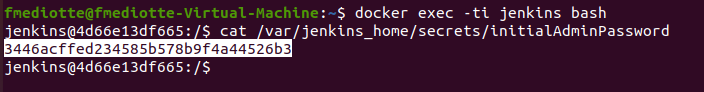 fmediotte@fmediotte-Virtual-Machine:~$ docker exec -ti jenkins bash
jenkins@4d66e13df665:/$ cat /var/jenkins_home/secrets/initialAdminPassword
3446acffed234585b578b9f4a44526b3
jenkins@4d66e13df665:/$